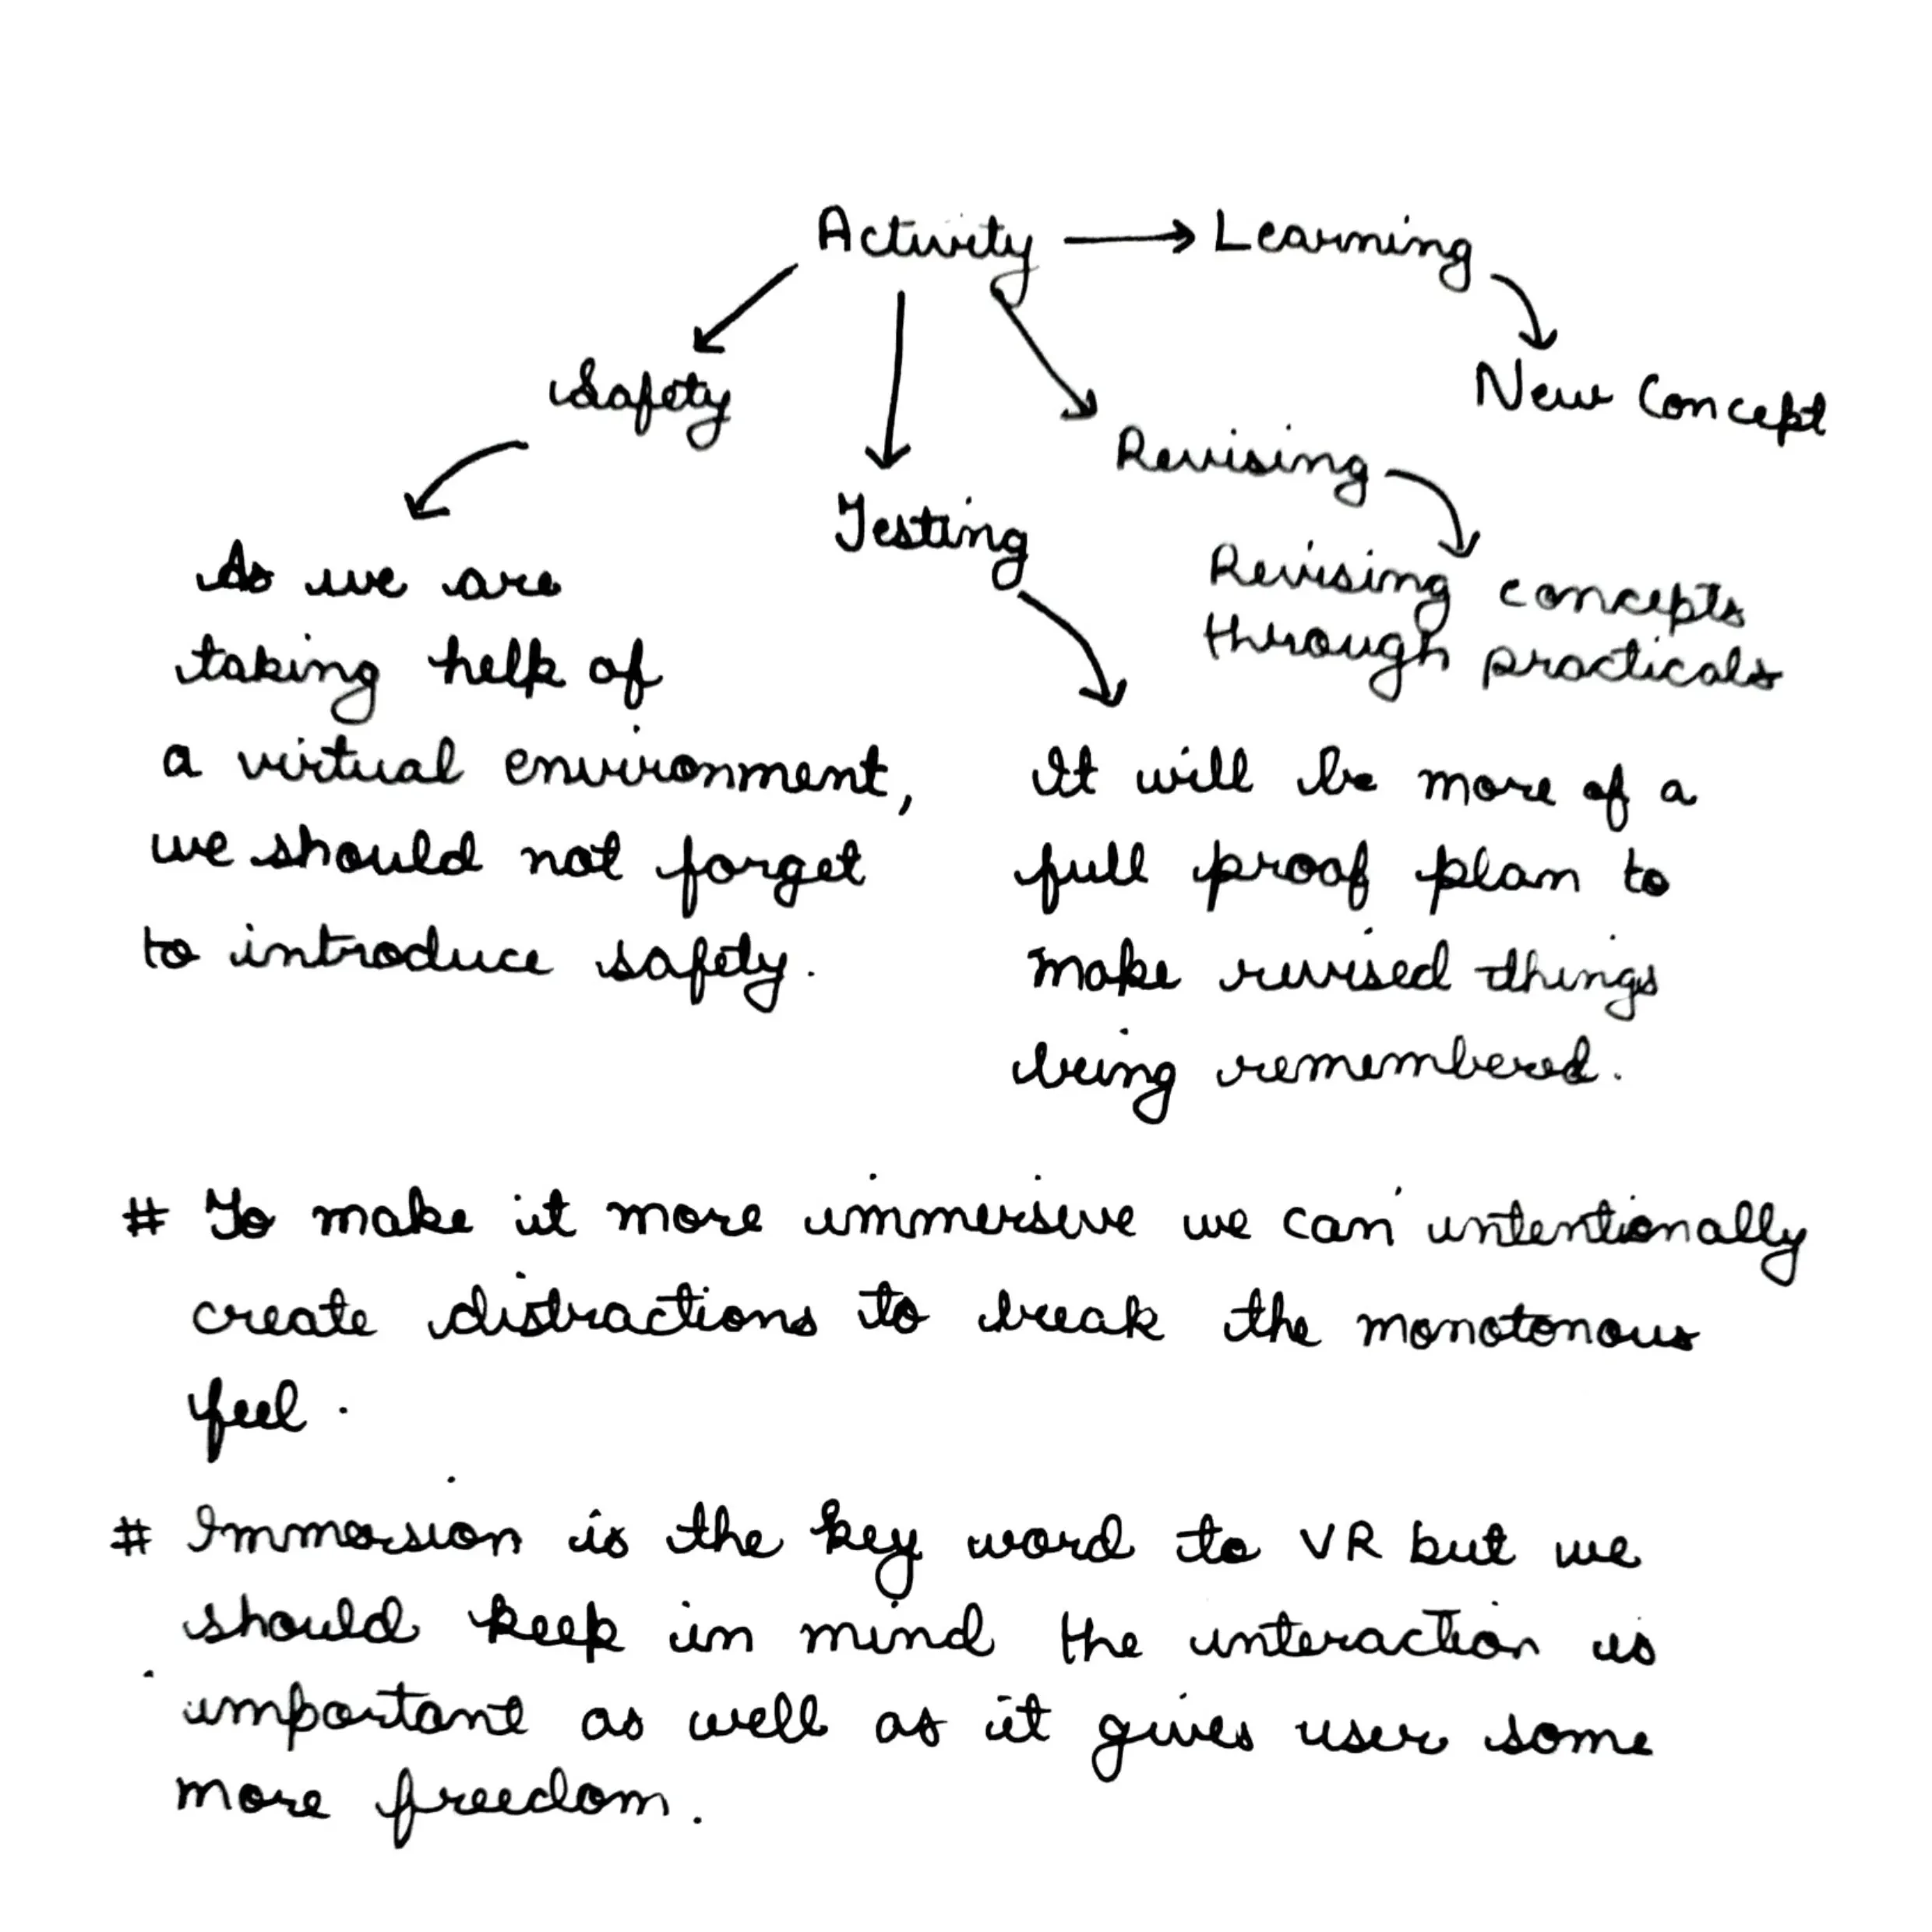 Activity → Learning
New Concept
Safety
Revising
Testing
Revising concepts
through practicals
As we are
taking help of
a virtual environment,
we should not forget
to introduce safety.
It will be more of a
full proof plan to
make revised things
being remembered.
# To make it more immersive we can intentionally
create distractions to break the monotonous
feel.
# Immersion is the key word to VR but we
should keep in mind the interaction is
important as well as it gives user some
more freedom.